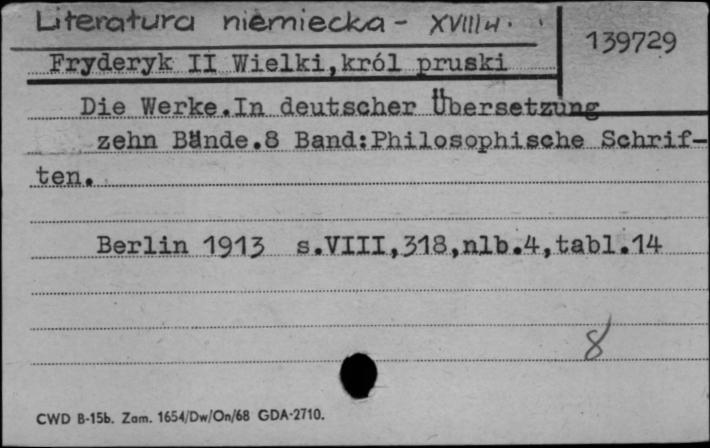 Literatura niemiecka - XVIII w.
139729
Fryderyk II Wielki,król pruski
Die Werke.In deutscher Übersetzung
zehn Bände.8 Band:Philosophische Schrif-
ten.
Berlin 1913 s.VIII,318,nlb.4,tabl.14
8
CWD B-15b. Zam. 1654/Dw/On/68 GDA-2710.